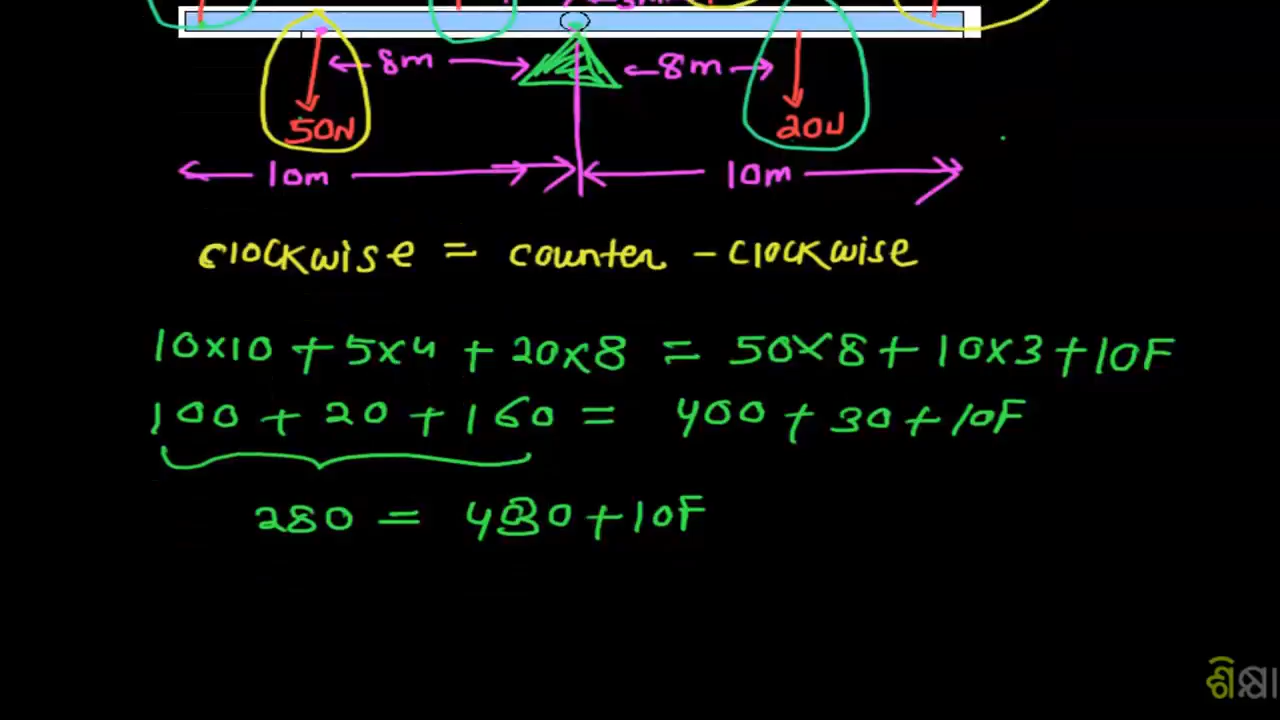 8m 8m
50N 20N
10m 10m
clockwise = counter - clockwise
10x10 + 5x4 + 20x8 = 50x8 + 10x3 + 10F
100 + 20 + 160 = 400 + 30 + 10F
280 = 430 + 10F
ଶିକ୍ଷା